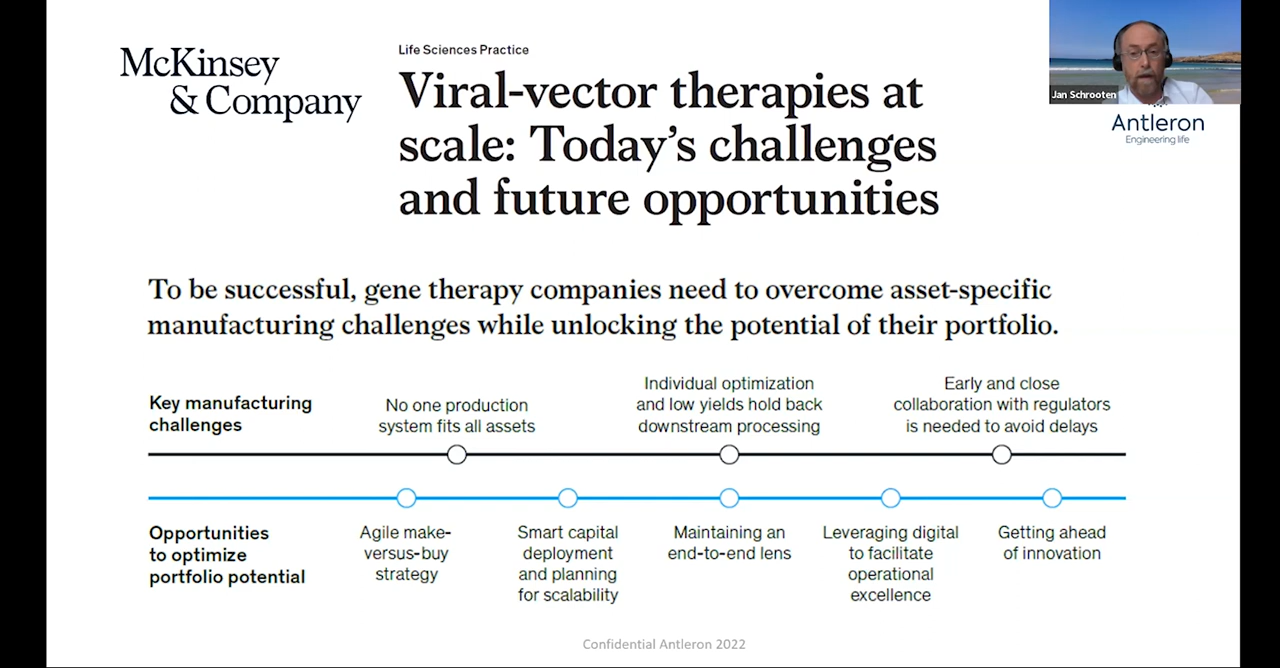 McKinsey
& Company
Life Sciences Practice
Viral-vector therapies at
scale: Today’s challenges
and future opportunities
Jan Schrooten
Antleron
Engineering life
To be successful, gene therapy companies need to overcome asset-specific
manufacturing challenges while unlocking the potential of their portfolio.
Key manufacturing
challenges
No one production
system fits all assets
Individual optimization
and low yields hold back
downstream processing
Early and close
collaboration with regulators
is needed to avoid delays
Opportunities
to optimize
portfolio potential
Agile make-
versus-buy
strategy
Smart capital
deployment
and planning
for scalability
Maintaining an
end-to-end lens
Leveraging digital
to facilitate
operational
excellence
Getting ahead
of innovation
Confidential Antleron 2022